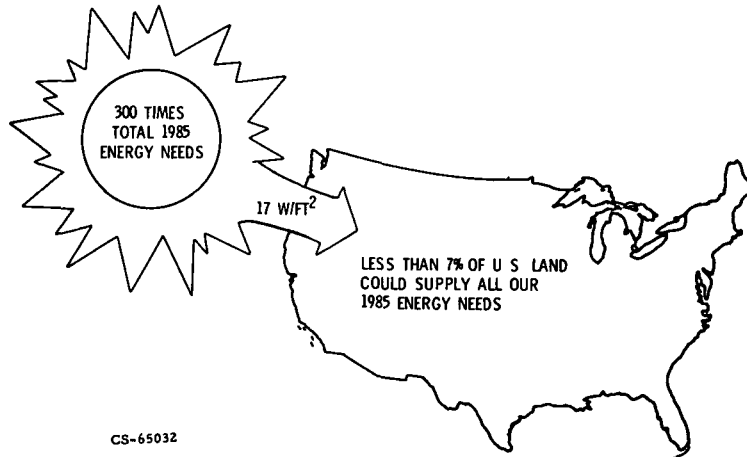 300 TIMES
TOTAL 1985
ENERGY NEEDS
17 W/FT²
LESS THAN 7% OF U S LAND
COULD SUPPLY ALL OUR
1985 ENERGY NEEDS
CS-65032